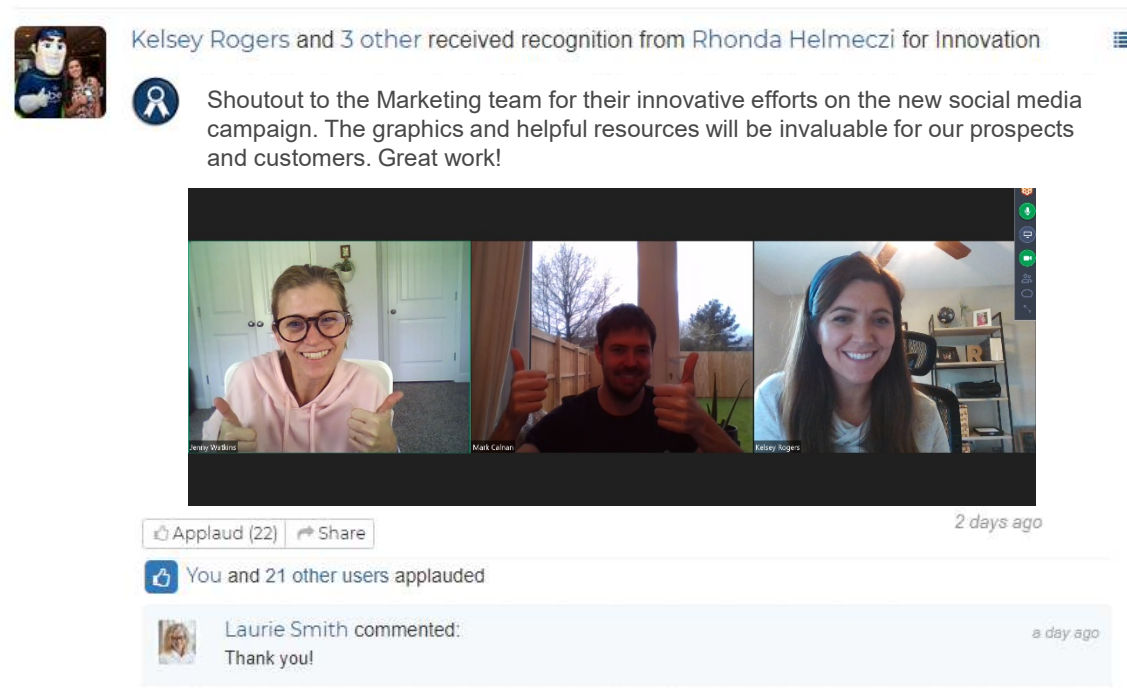 Kelsey Rogers and 3 other received recognition from Rhonda Helmeczi for Innovation
Shoutout to the Marketing team for their innovative efforts on the new social media
campaign. The graphics and helpful resources will be invaluable for our prospects
and customers. Great work!
Jenny Watkins
Mark Calnan
Kelsey Rogers
R
Applaud (22)
Share
2 days ago
You and 21 other users applauded
Laurie Smith commented:
a day ago
Thank you!